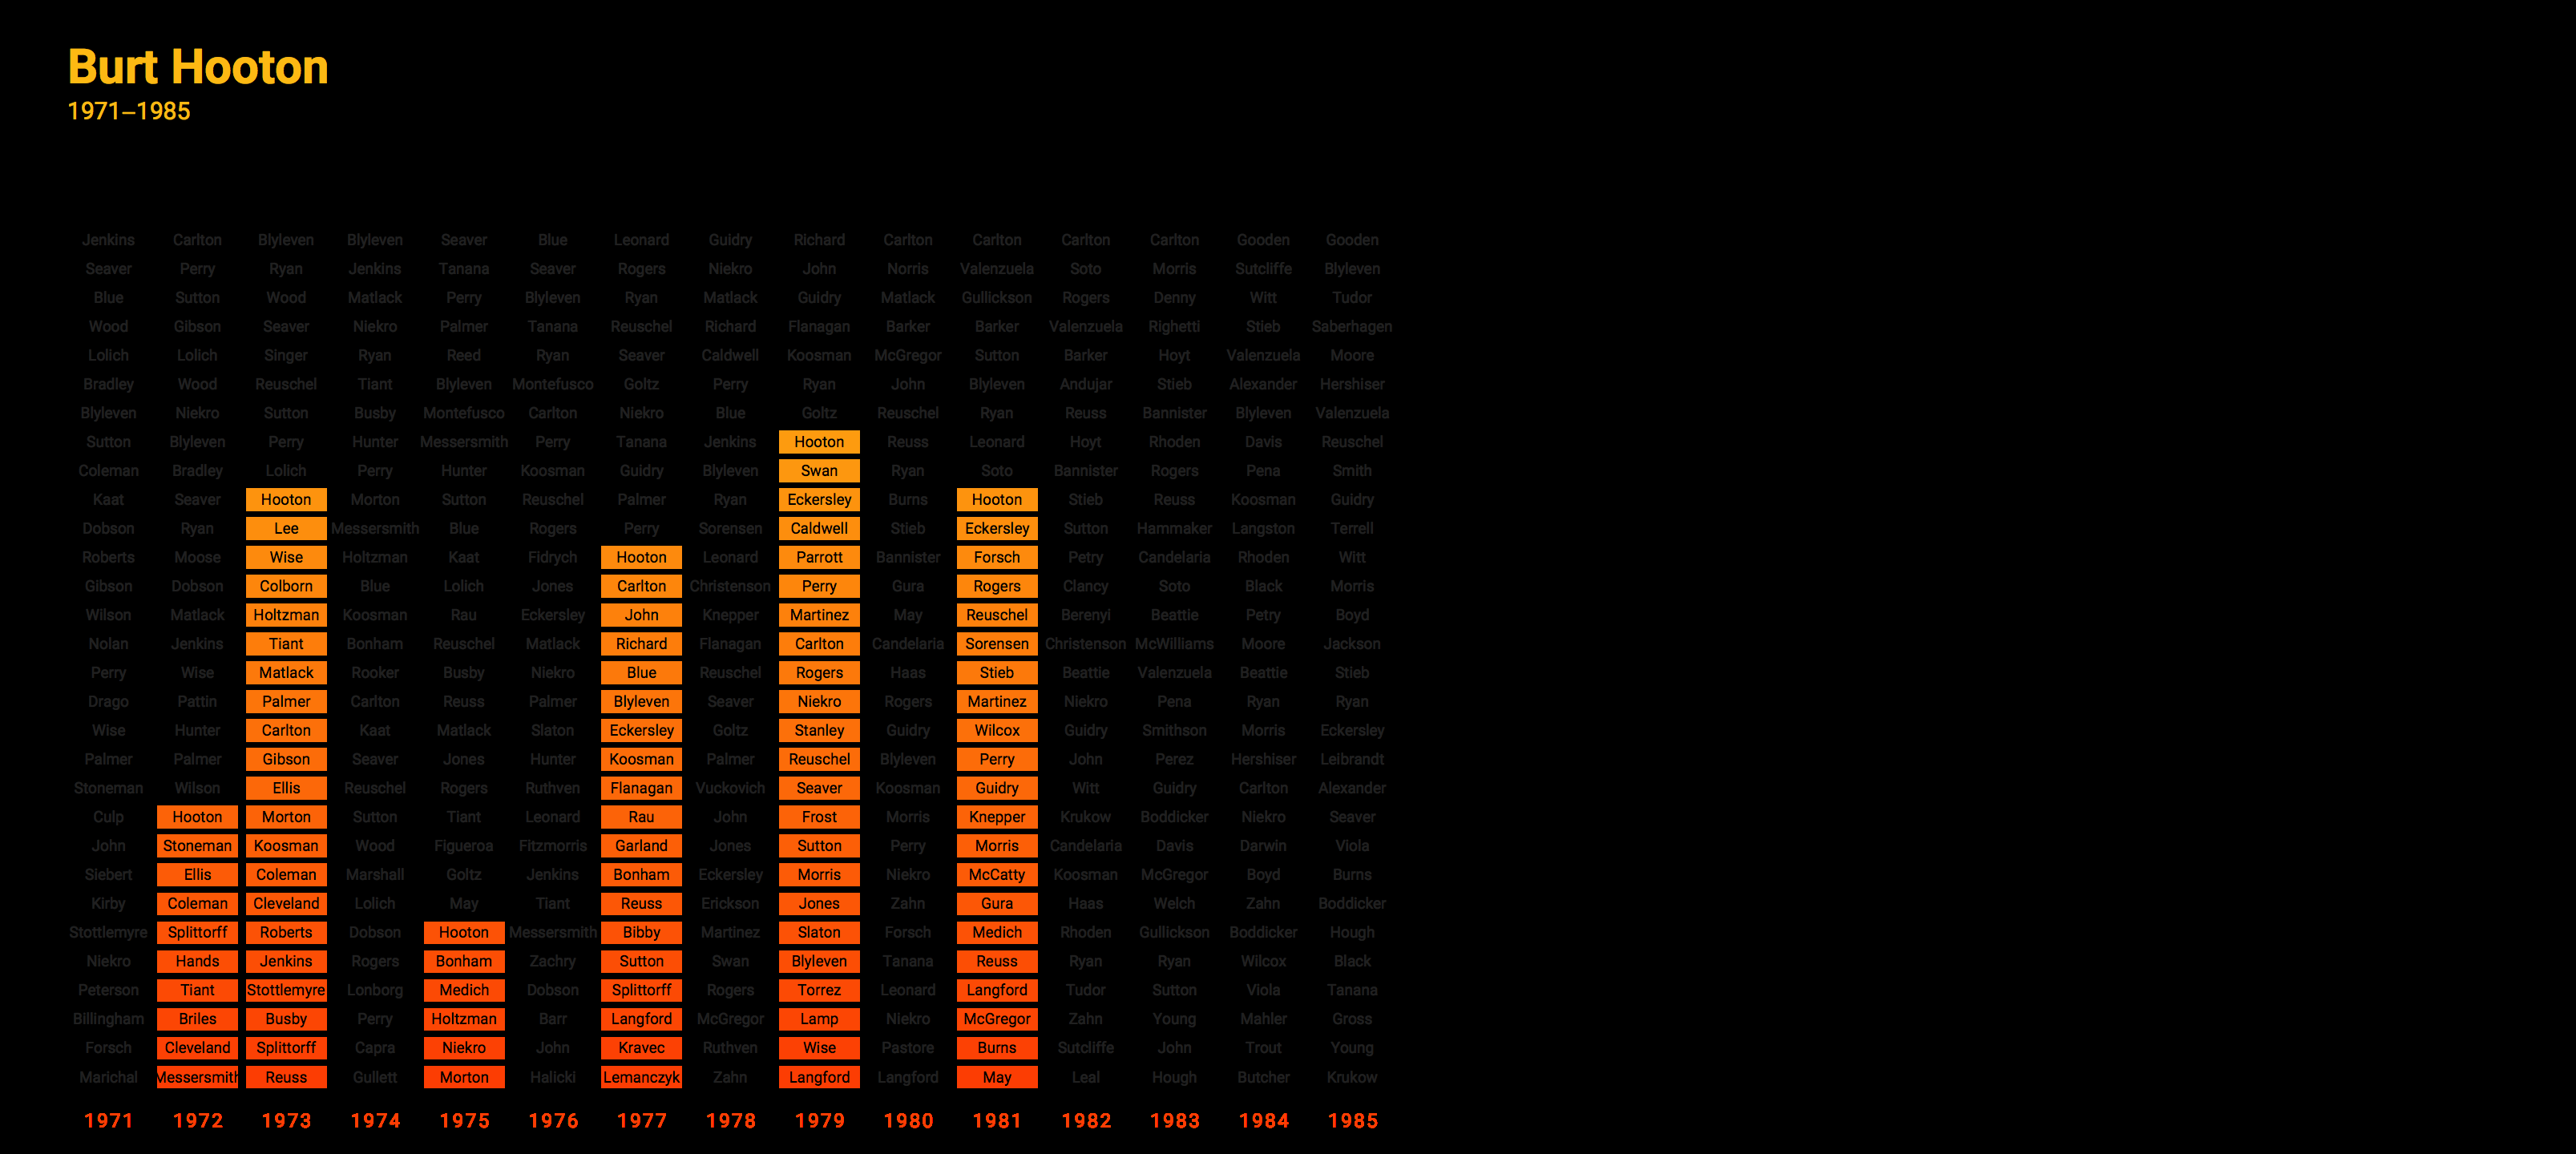 Burt Hooton
1971–1985
Jenkins Carlton Blyleven Blyleven Seaver Blue Leonard Guidry Richard Carlton Carlton Carlton Carlton Gooden Gooden
Seaver Perry Ryan Jenkins Tanana Seaver Rogers Niekro John Norris Valenzuela Soto Morris Sutcliffe Blyleven
Blue Sutton Wood Matlack Perry Blyleven Ryan Matlack Guidry Matlack Gullickson Rogers Denny Witt Tudor
Wood Gibson Seaver Niekro Palmer Tanana Reuschel Richard Flanagan Barker Barker Valenzuela Righetti Stieb Saberhagen
Lolich Lolich Singer Ryan Reed Ryan Seaver Caldwell Koosman McGregor Sutton Barker Hoyt Valenzuela Moore
Bradley Wood Reuschel Tiant Blyleven Montefusco Goltz Perry Ryan John Blyleven Andujar Stieb Alexander Hershiser
Blyleven Niekro Sutton Busby Montefusco Carlton Niekro Blue Goltz Reuschel Ryan Reuss Bannister Blyleven Valenzuela
Sutton Blyleven Perry Hunter Messersmith Perry Tanana Jenkins Hooton Reuss Leonard Hoyt Rhoden Davis Reuschel
Coleman Bradley Lolich Perry Hunter Koosman Guidry Blyleven Swan Ryan Soto Bannister Rogers Pena Smith
Kaat Seaver Hooton Morton Sutton Reuschel Palmer Ryan Eckersley Burns Hooton Stieb Reuss Koosman Guidry
Dobson Ryan Lee Messersmith Blue Rogers Perry Sorensen Caldwell Stieb Eckersley Sutton Hammaker Langston Terrell
Roberts Moose Wise Holtzman Kaat Fidrych Hooton Leonard Parrott Bannister Forsch Petry Candelaria Rhoden Witt
Gibson Dobson Colborn Blue Lolich Jones Carlton Christenson Perry Gura Rogers Clancy Soto Black Morris
Wilson Matlack Holtzman Koosman Rau Eckersley John Knepper Martinez May Reuschel Berenyi Beattie Petry Boyd
Nolan Jenkins Tiant Bonham Reuschel Matlack Richard Flanagan Carlton Candelaria Sorensen Christenson McWilliams Moore Jackson
Perry Wise Matlack Rooker Busby Niekro Blue Reuschel Rogers Haas Stieb Beattie Valenzuela Beattie Stieb
Drago Pattin Palmer Carlton Reuss Palmer Blyleven Seaver Niekro Rogers Martinez Niekro Pena Ryan Ryan
Wise Hunter Carlton Kaat Matlack Slaton Eckersley Goltz Stanley Guidry Wilcox Guidry Smithson Morris Eckersley
Palmer Palmer Gibson Seaver Jones Hunter Koosman Palmer Reuschel Blyleven Perry John Perez Hershiser Leibrandt
Stoneman Wilson Ellis Reuschel Rogers Ruthven Flanagan Vuckovich Seaver Koosman Guidry Witt Guidry Carlton Alexander
Culp Hooton Morton Sutton Tiant Leonard Rau John Frost Morris Knepper Krukow Boddicker Niekro Seaver
John Stoneman Koosman Wood Figueroa Fitzmorris Garland Jones Sutton Perry Morris Candelaria Davis Darwin Viola
Siebert Ellis Coleman Marshall Goltz Jenkins Bonham Eckersley Morris Niekro McCatty Koosman McGregor Boyd Burns
Kirby Coleman Cleveland Lolich May Tiant Reuss Erickson Jones Zahn Gura Haas Welch Zahn Boddicker
Stottlemyre Splittorff Roberts Dobson Hooton Messersmith Bibby Martinez Slaton Forsch Medich Rhoden Gullickson Boddicker Hough
Niekro Hands Jenkins Rogers Bonham Zachry Sutton Swan Blyleven Tanana Reuss Ryan Ryan Wilcox Black
Peterson Tiant Stottlemyre Lonborg Medich Dobson Splittorff Rogers Torrez Leonard Langford Tudor Sutton Viola Tanana
Billingham Briles Busby Perry Holtzman Barr Langford McGregor Lamp Niekro McGregor Zahn Young Mahler Gross
Forsch Cleveland Splittorff Capra Niekro John Kravec Ruthven Wise Pastore Burns Sutcliffe John Trout Young
Marichal Messersmith Reuss Gullett Morton Halicki Lemanczyk Zahn Langford Langford May Leal Hough Butcher Krukow
1971 1972 1973 1974 1975 1976 1977 1978 1979 1980 1981 1982 1983 1984 1985